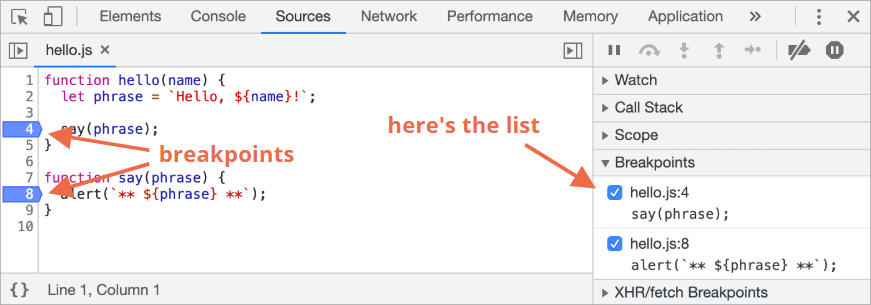 Elements Console Sources Network Performance Memory Application »
hello.js ×
1 function hello(name) {
2 let phrase = `Hello, ${name}!`;
3
4 say(phrase);
5 }
6
7 function say(phrase) {
8 alert(`** ${phrase} **`);
9 }
10
breakpoints
here's the list
{} Line 1, Column 1
Watch
Call Stack
Scope
Breakpoints
hello.js:4
say(phrase);
hello.js:8
alert(`** ${phrase} **`);
XHR/fetch Breakpoints